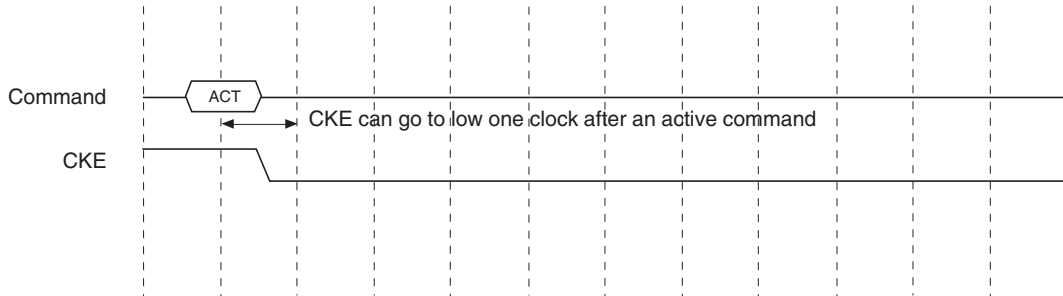 Command
ACT
CKE can go to low one clock after an active command
CKE